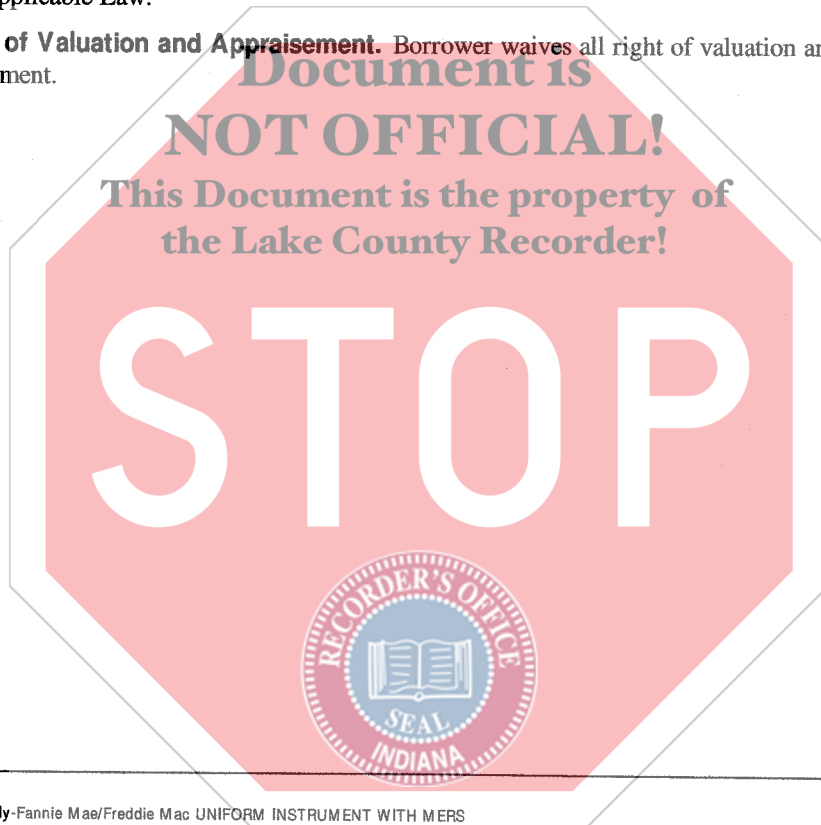 pplicable Law.
of Valuation and Appraisement. Borrower waives all right of valuation an
ment.
Document is
NOT OFFICIAL!
This Document is the property of
the Lake County Recorder!
STOP
RECORDER'S OFFICE
SEAL
INDIANA
ly-Fannie Mae/Freddie Mac UNIFORM INSTRUMENT WITH MERS